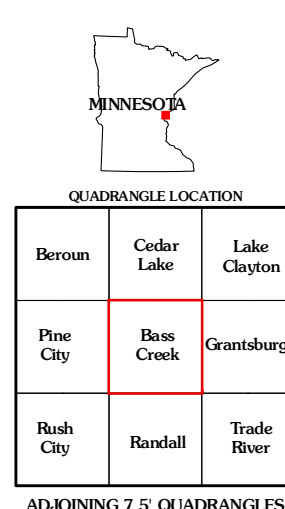 MINNESOTA
QUADRANGLE LOCATION
Beroun
Cedar
Lake
Lake
Clayton
Pine
City
Bass
Creek
Grantsburg
Rush
City
Randall
Trade
River
ADJOINING 7.5' QUADRANGLES